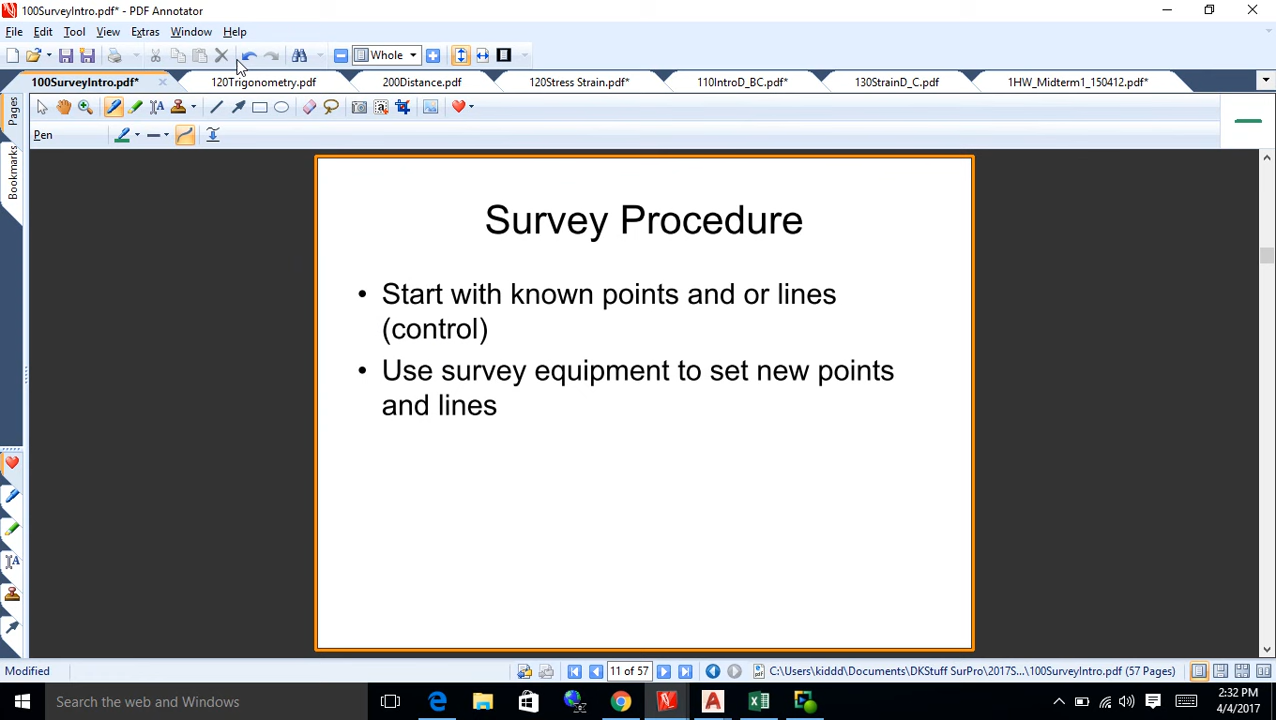 100SurveyIntro.pdf* - PDF Annotator
File Edit Tool View Extras Window Help
Whole
100SurveyIntro.pdf* 120Trigonometry.pdf 200Distance.pdf 120Stress Strain.pdf* 110IntroD_BC.pdf* 130StrainD_C.pdf 1HW_Midterm1_150412.pdf*
Pen
Pages
Bookmarks
Survey Procedure
• Start with known points and or lines
(control)
• Use survey equipment to set new points
and lines
Modified 11 of 57 C:\Users\kiddd\Documents\DKStuff SurPro\2017S...\100SurveyIntro.pdf (57 Pages)
Search the web and Windows
2:32 PM
4/4/2017